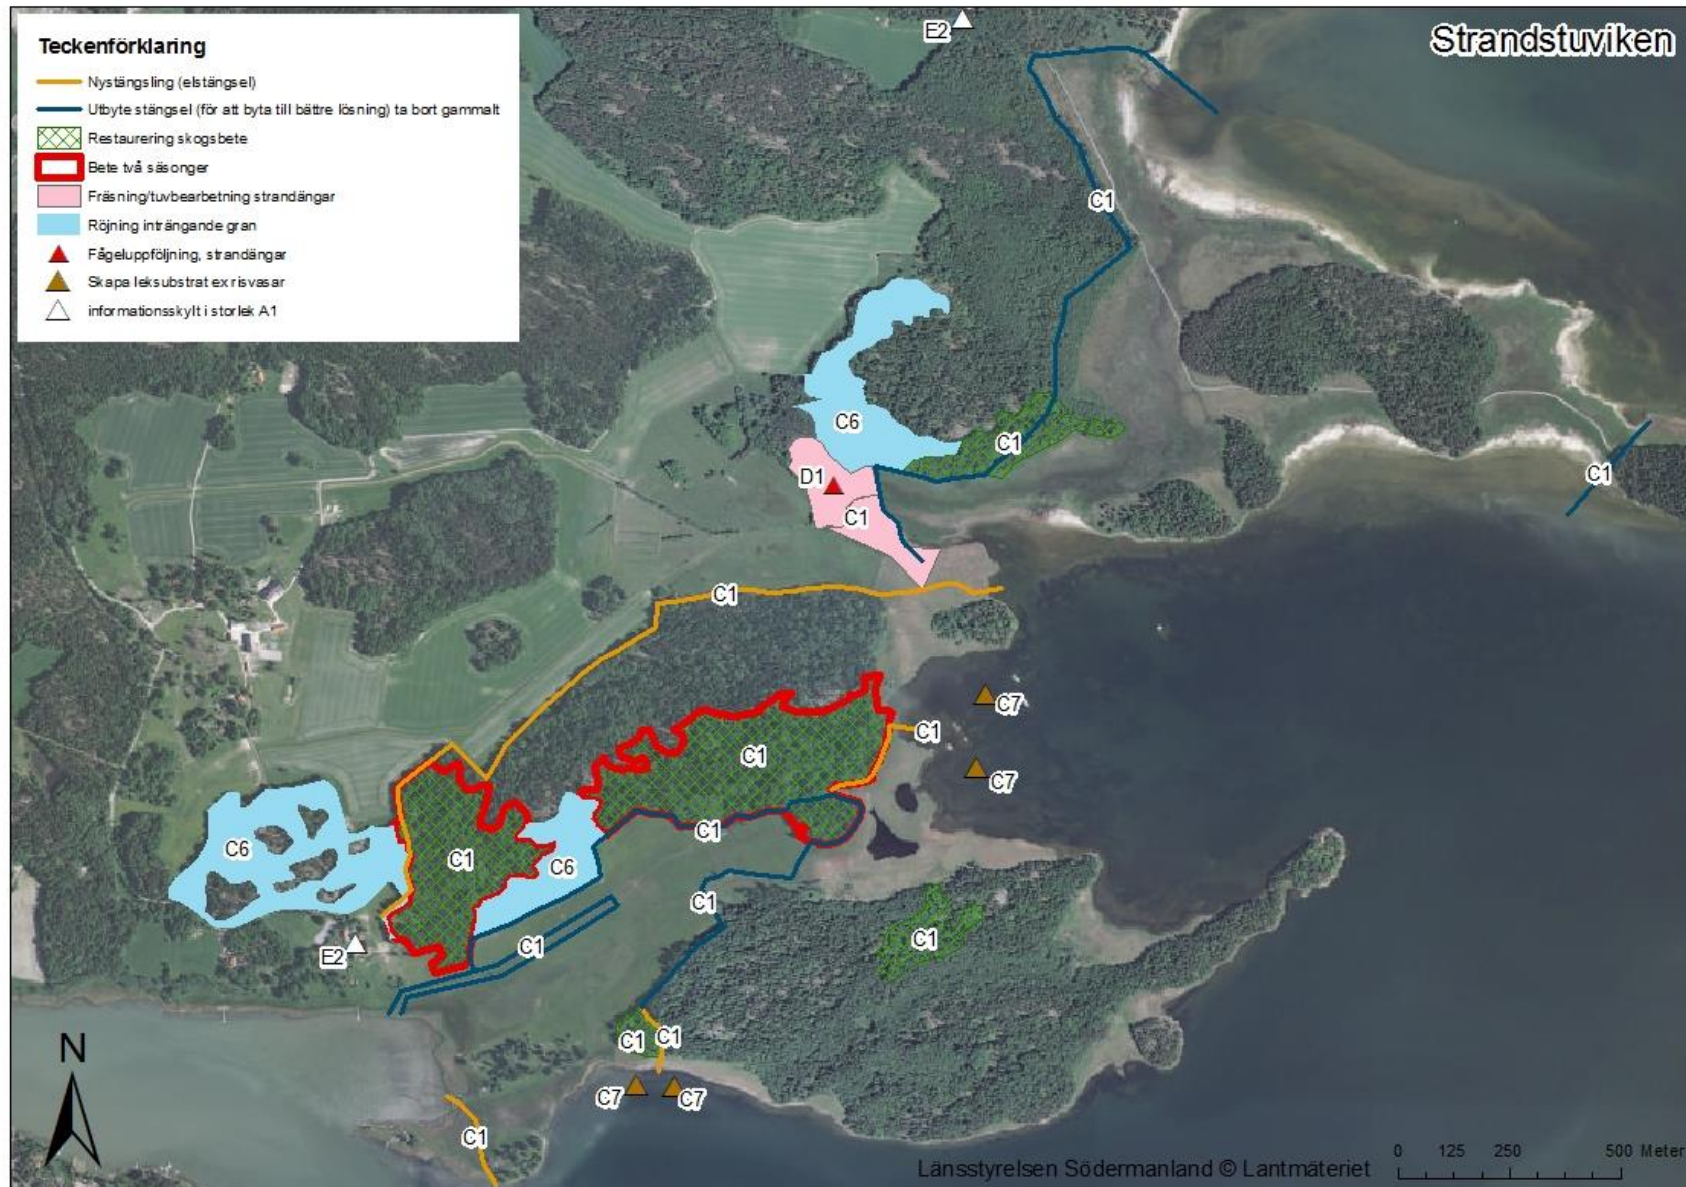 Strandstuviken
Teckenförklaring
Nystängsling (elstängsel)
Utbyte stängsel (för att byta till bättre lösning) ta bort gammalt
Restaurering skogsbete
Bete två säsonger
Fräsning/tuvbearbetning strandängar
Röjning inträngande gran
Fågeluppföljning, strandängar
Skapa leksubstrat ex risvasar
informationsskylt i storlek A1
E2
C1
C6
C1
C1
D1
C1
C1
C7
C1
C1
C7
C1
C6
C1
C6
C1
C1
C1
E2
C1
C1
C7
C7
C1
N
0 125 250 500 Meter
Länsstyrelsen Södermanland © Lantmäteriet